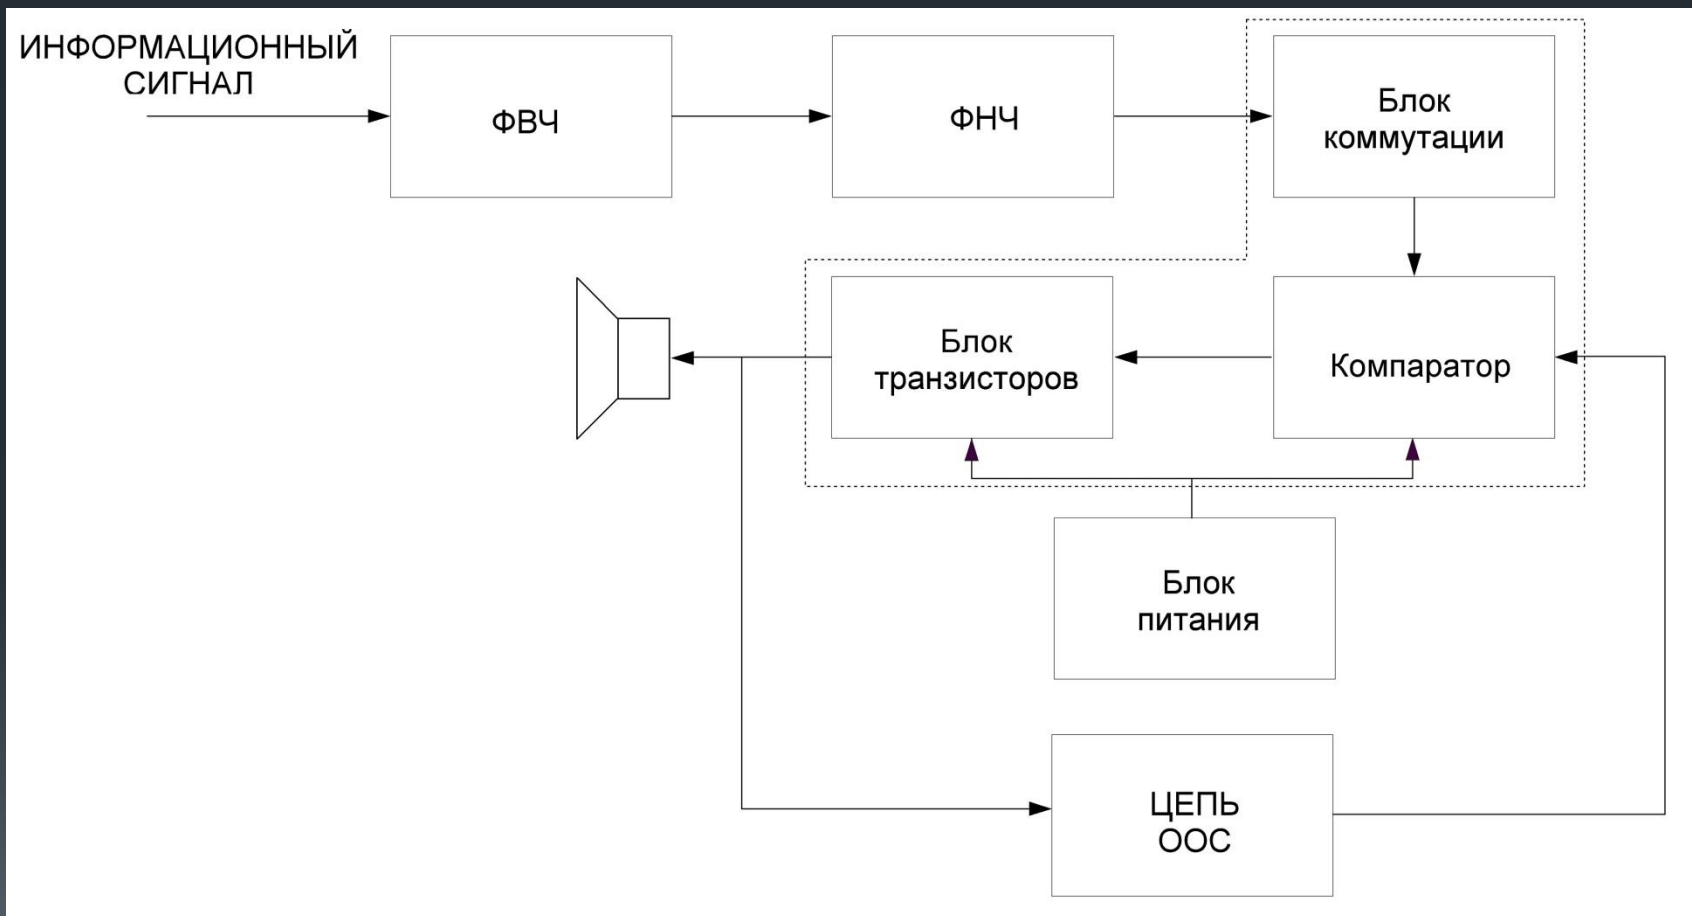 ИНФОРМАЦИОННЫЙ
СИГНАЛ
ФВЧ
ФНЧ
Блок
коммутации
Блок
транзисторов
Компаратор
Блок
питания
ЦЕПЬ
ООС